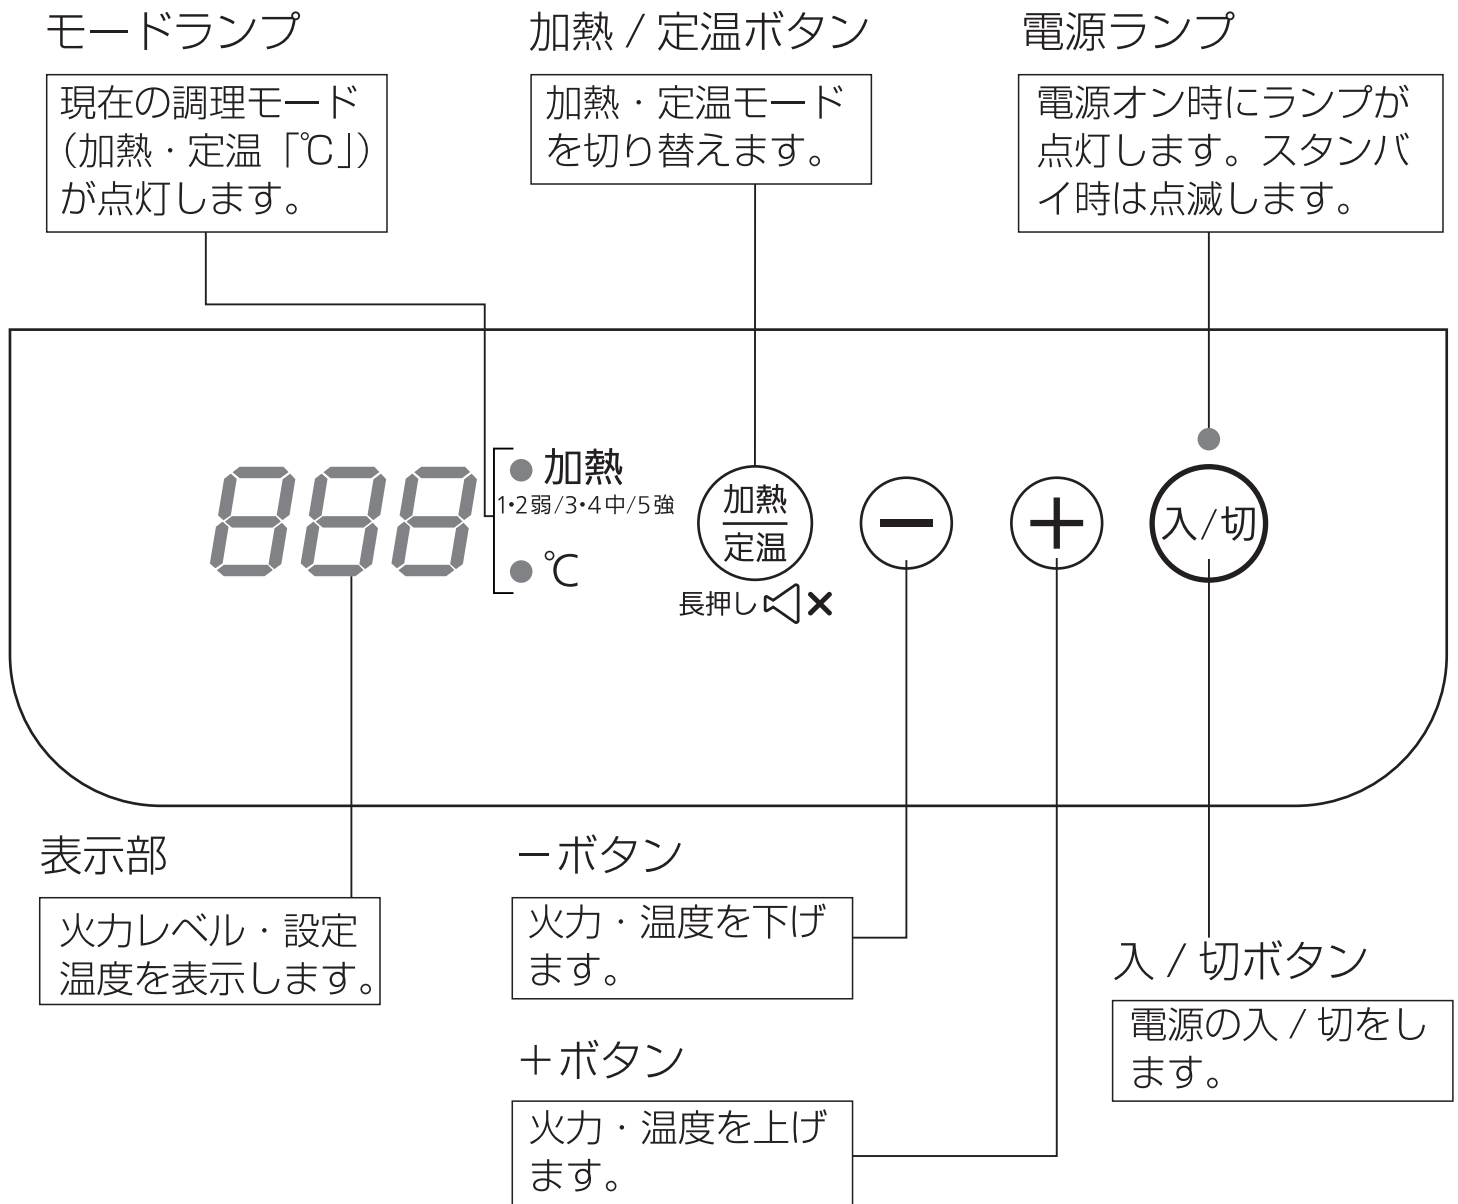 モードランプ
現在の調理モード
（加熱・定温「℃」）
が点灯します。
加熱 / 定温ボタン
加熱・定温モード
を切り替えます。
電源ランプ
電源オン時にランプが
点灯します。スタンバ
イ時は点滅します。
888
加熱
1・2弱/3・4中/5強
℃
加熱
定温
長押し
−
+
入/切
表示部
火力レベル・設定
温度を表示します。
−ボタン
火力・温度を下げ
ます。
＋ボタン
火力・温度を上げ
ます。
入 / 切ボタン
電源の入 / 切をし
ます。